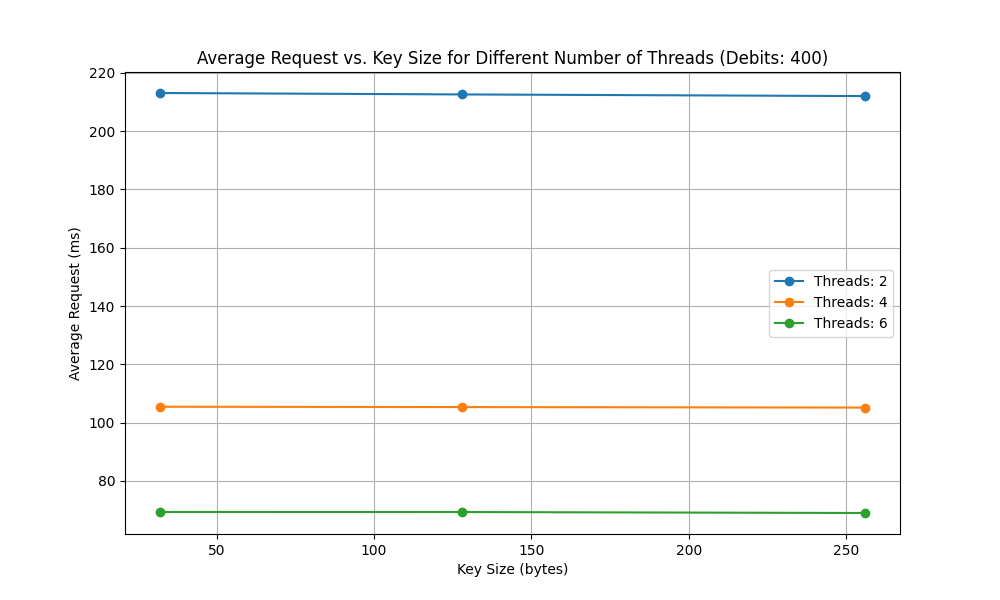 Average Request vs. Key Size for Different Number of Threads (Debits: 400)
220
200
180
160
140
120
100
80
Average Request (ms)
Threads: 2
Threads: 4
Threads: 6
50 100 150 200 250
Key Size (bytes)